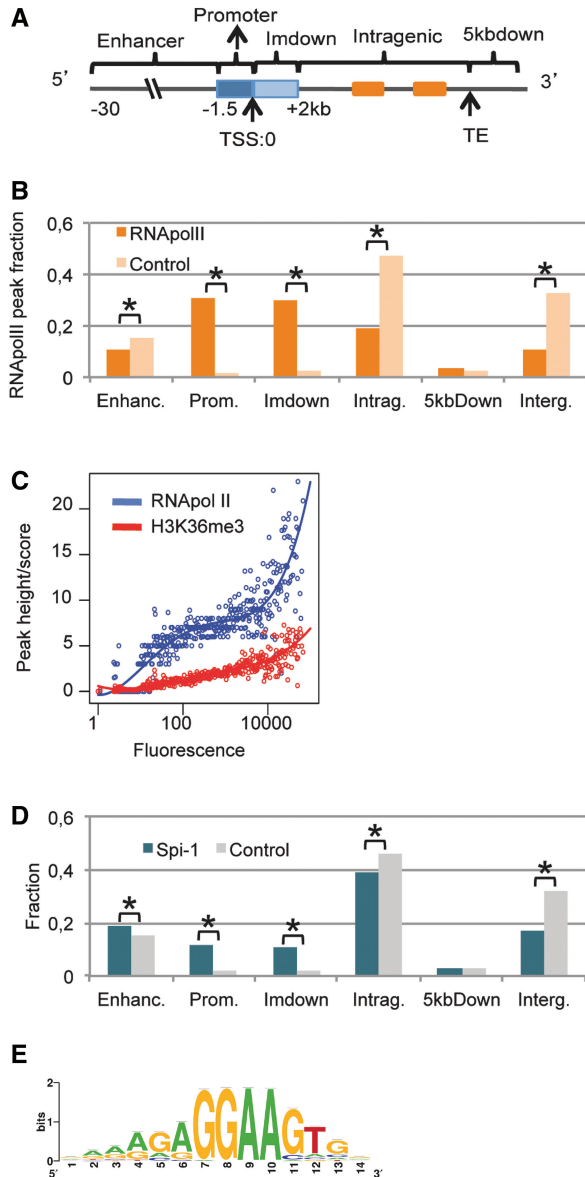 A
Promoter
Enhancer
Imdown
Intragenic
5kbdown
5’
3’
-30
-1.5
+2kb
TSS:0
TE
B
RNApolII peak fraction
0,6
0,4
0,2
0
RNApolII
Control
*
*
*
*
*
Enhanc.
Prom.
Imdown
Intrag.
5kbDown
Interg.
C
Peak height/score
20
15
10
5
0
RNApol II
H3K36me3
1
100
10000
Fluorescence
D
Fraction
0,6
0,4
0,2
0
Spi-1
Control
*
*
*
*
*
Enhanc.
Prom.
Imdown
Intrag.
5kbDown
Interg.
E
bits
2
1
0
AAAGAGGAAGTG
5’
1 2 3 4 5 6 7 8 9 10 11 12 13 14
3’